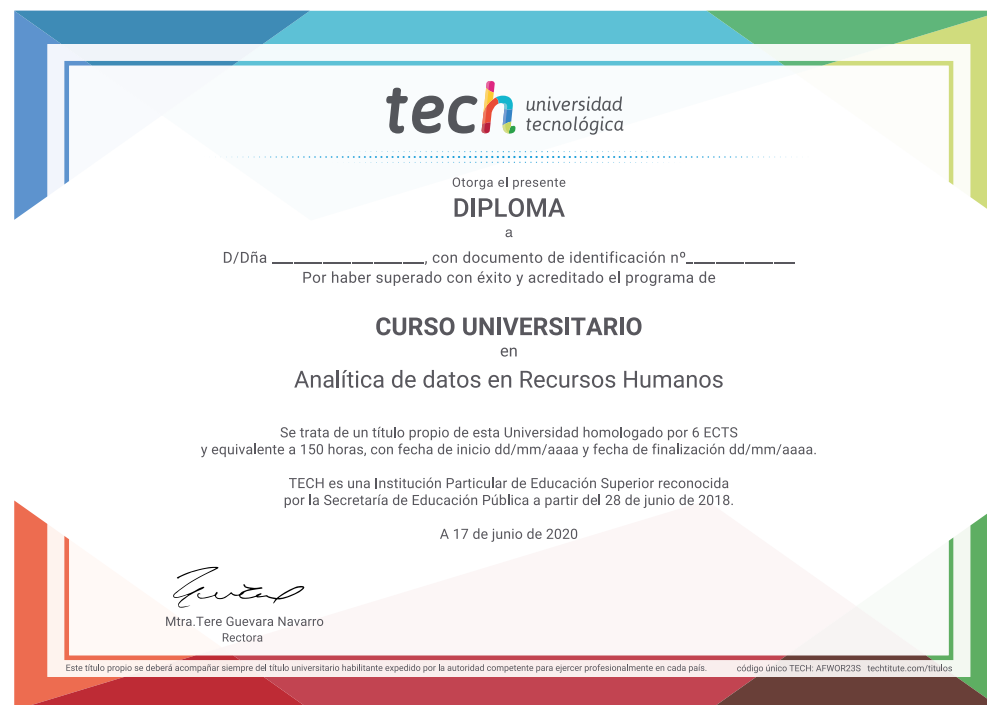 tech universidad
tecnológica
Otorga el presente
DIPLOMA
a
D/Dña ______________, con documento de identificación nº__________
Por haber superado con éxito y acreditado el programa de
CURSO UNIVERSITARIO
en
Analítica de datos en Recursos Humanos
Se trata de un título propio de esta Universidad homologado por 6 ECTS
y equivalente a 150 horas, con fecha de inicio dd/mm/aaaa y fecha de finalización dd/mm/aaaa.
TECH es una Institución Particular de Educación Superior reconocida
por la Secretaría de Educación Pública a partir del 28 de junio de 2018.
A 17 de junio de 2020
Mtra.Tere Guevara Navarro
Rectora
Este título propio se deberá acompañar siempre del título universitario habilitante expedido por la autoridad competente para ejercer profesionalmente en cada país. código único TECH: AFWOR23S techtitute.com/titulos